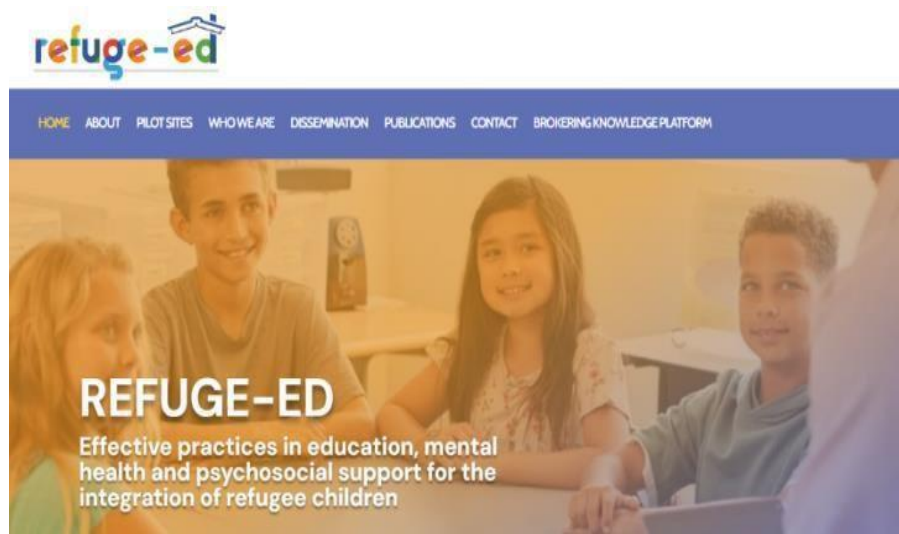 refuge-ed
HOME ABOUT PILOT SITES WHO WE ARE DISSEMINATION PUBLICATIONS CONTACT BROKERING KNOWLEDGE PLATFORM
REFUGE-ED
Effective practices in education, mental
health and psychosocial support for the
integration of refugee children